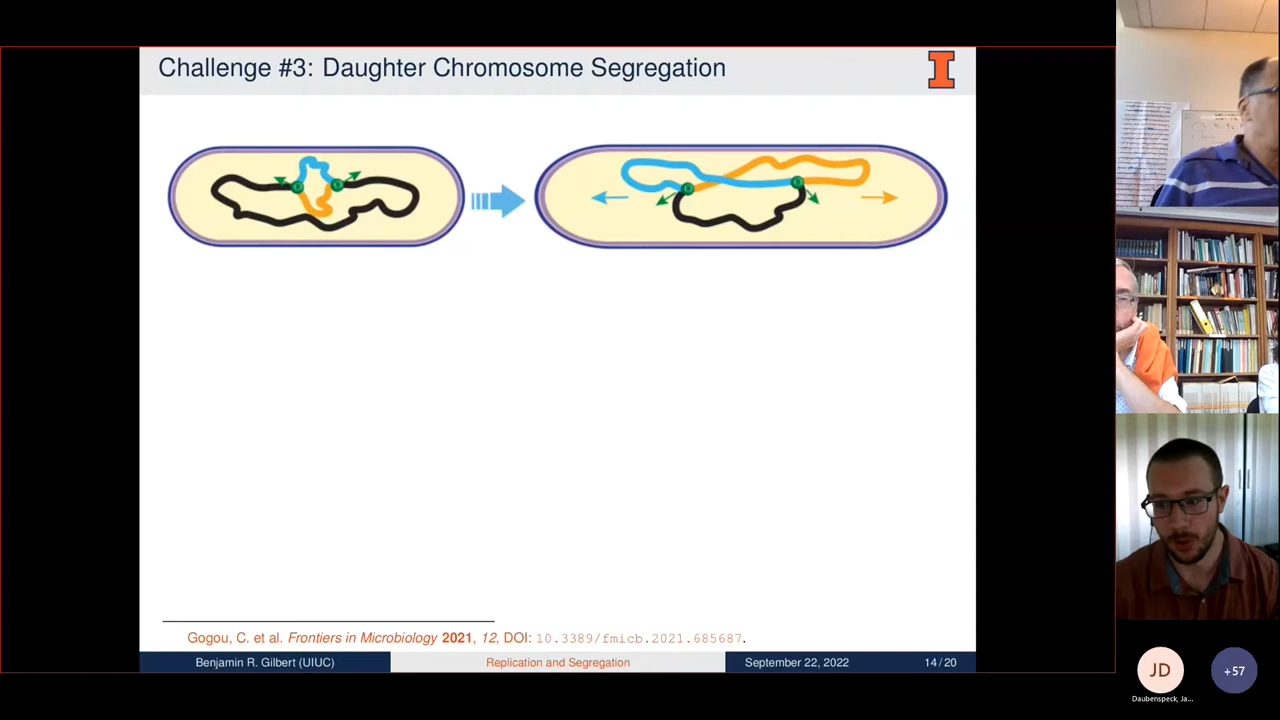 Challenge #3: Daughter Chromosome Segregation
Gogou, C. et al. Frontiers in Microbiology 2021, 12, DOI: 10.3389/fmicb.2021.685687.
Benjamin R. Gilbert (UIUC)
Replication and Segregation
September 22, 2022
14 / 20
JD
+57
Daubenspeck, Ja...